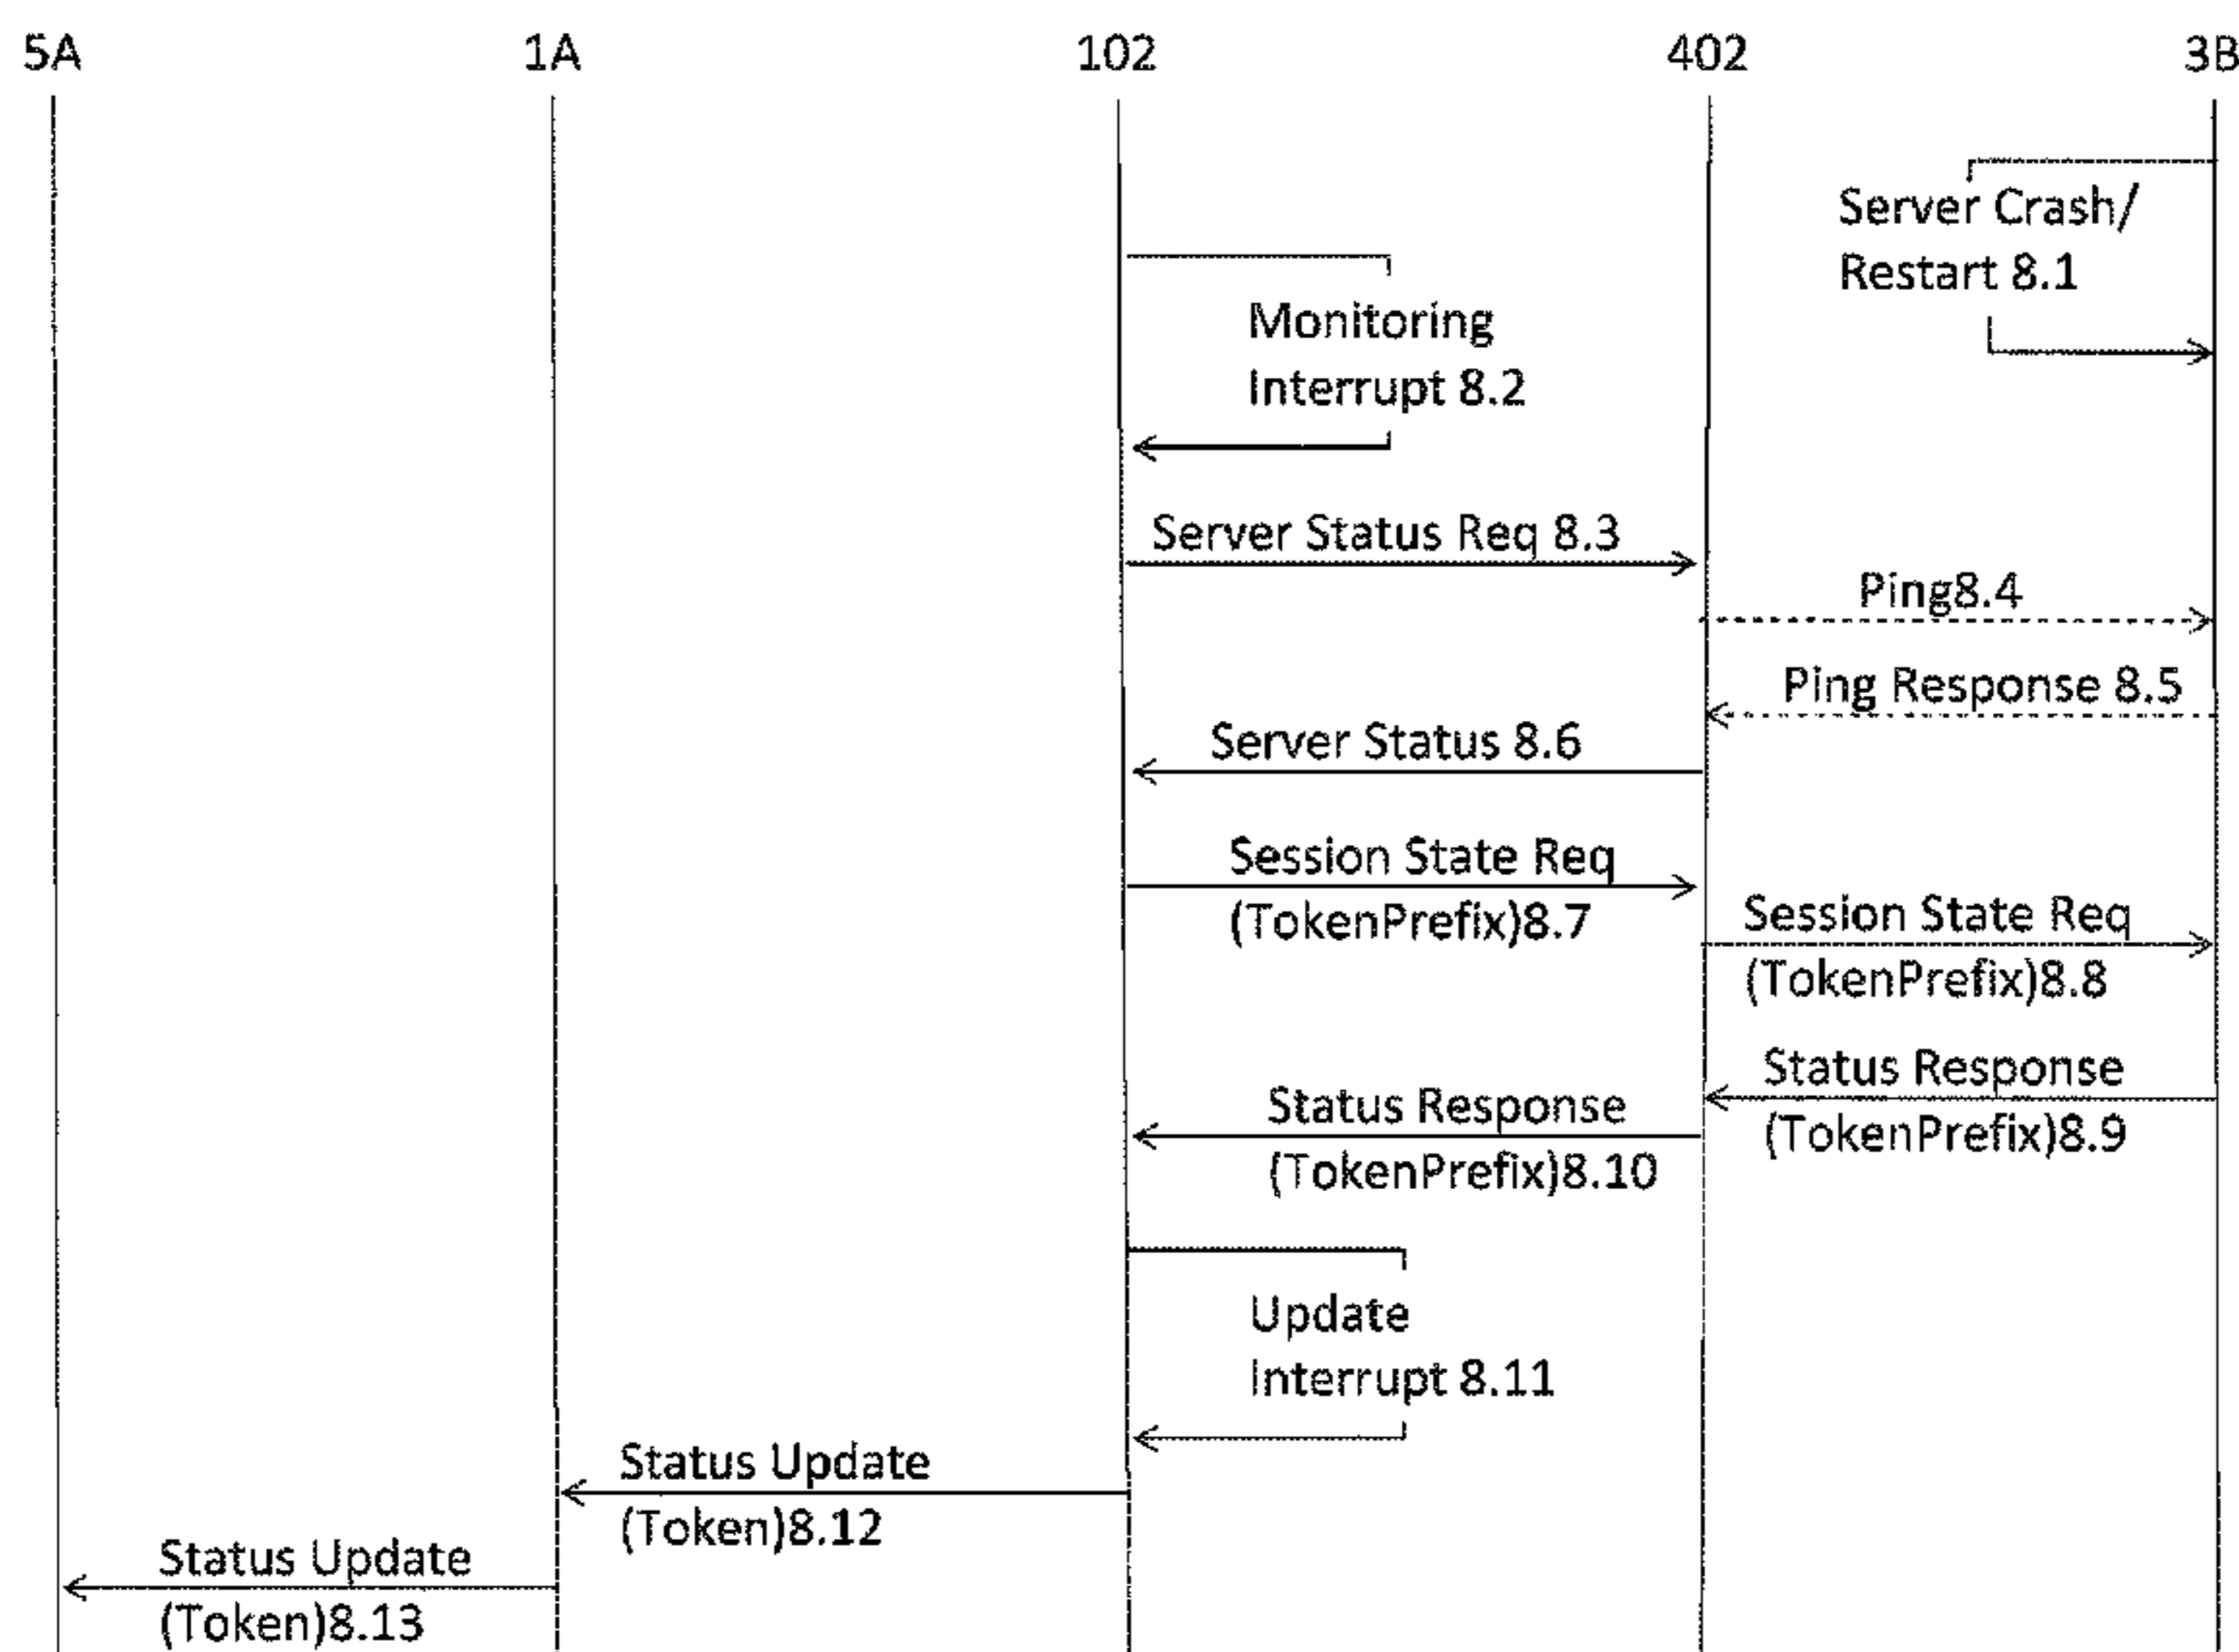 5A 1A 102 402 3B
Server Crash/
Restart 8.1
Monitoring
Interrupt 8.2
Server Status Req 8.3
Ping8.4
Ping Response 8.5
Server Status 8.6
Session State Req
(TokenPrefix)8.7
Session State Req
(TokenPrefix)8.8
Status Response
(TokenPrefix)8.9
Status Response
(TokenPrefix)8.10
Update
Interrupt 8.11
Status Update
(Token)8.12
Status Update
(Token)8.13